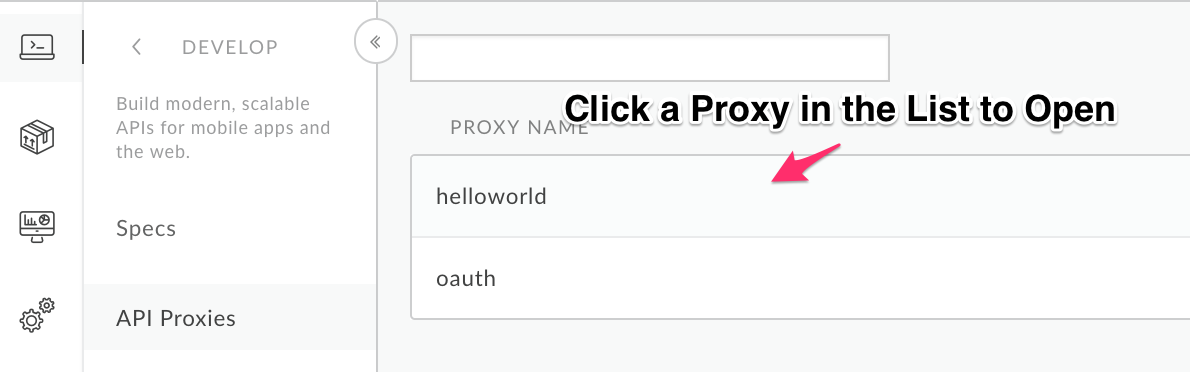 DEVELOP
Build modern, scalable
APIs for mobile apps and
the web.
Specs
API Proxies
Click a Proxy in the List to Open
PROXY NAME
helloworld
oauth